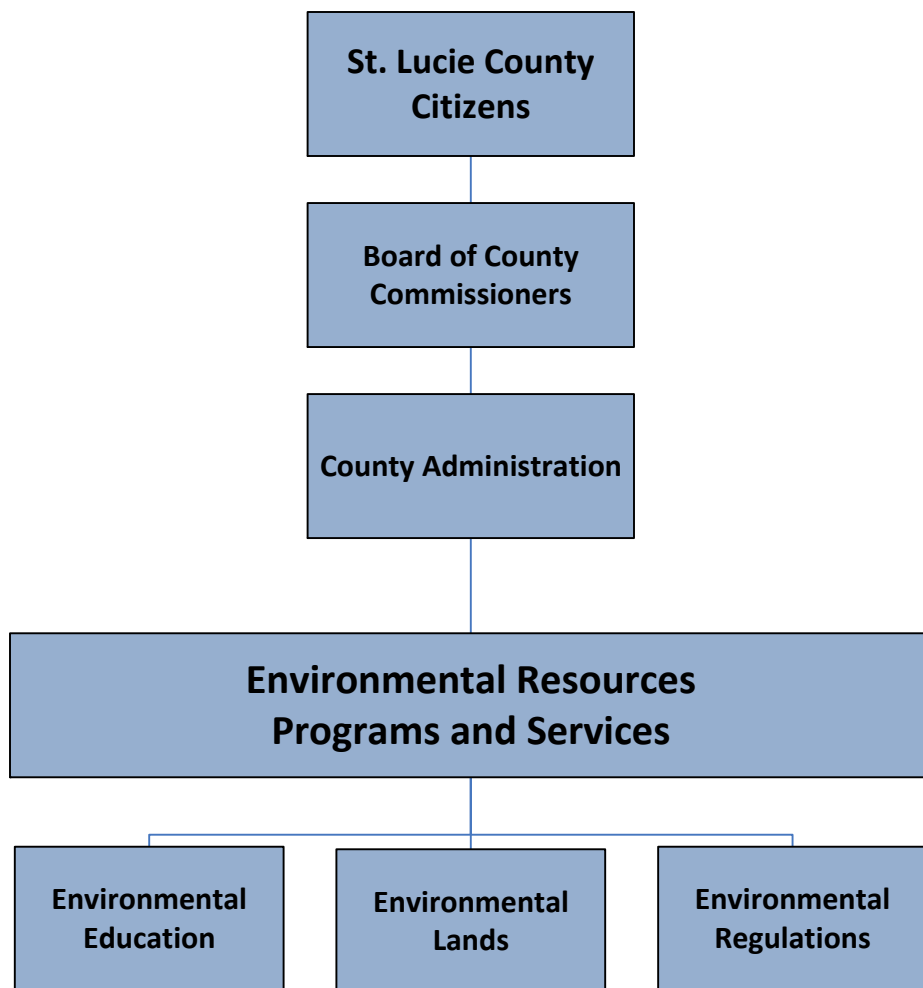 St. Lucie County
Citizens
Board of County
Commissioners
County Administration
Environmental Resources
Programs and Services
Environmental
Education
Environmental
Lands
Environmental
Regulations